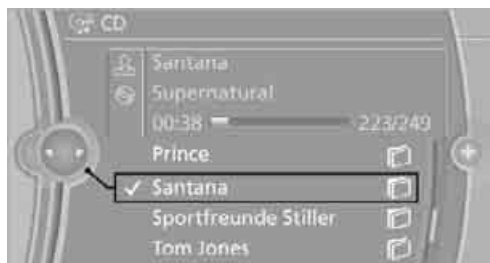 CD
Santana
Supernatural
00:38 223/249
Prince
✓ Santana
Sportfreunde Stiller
Tom Jones